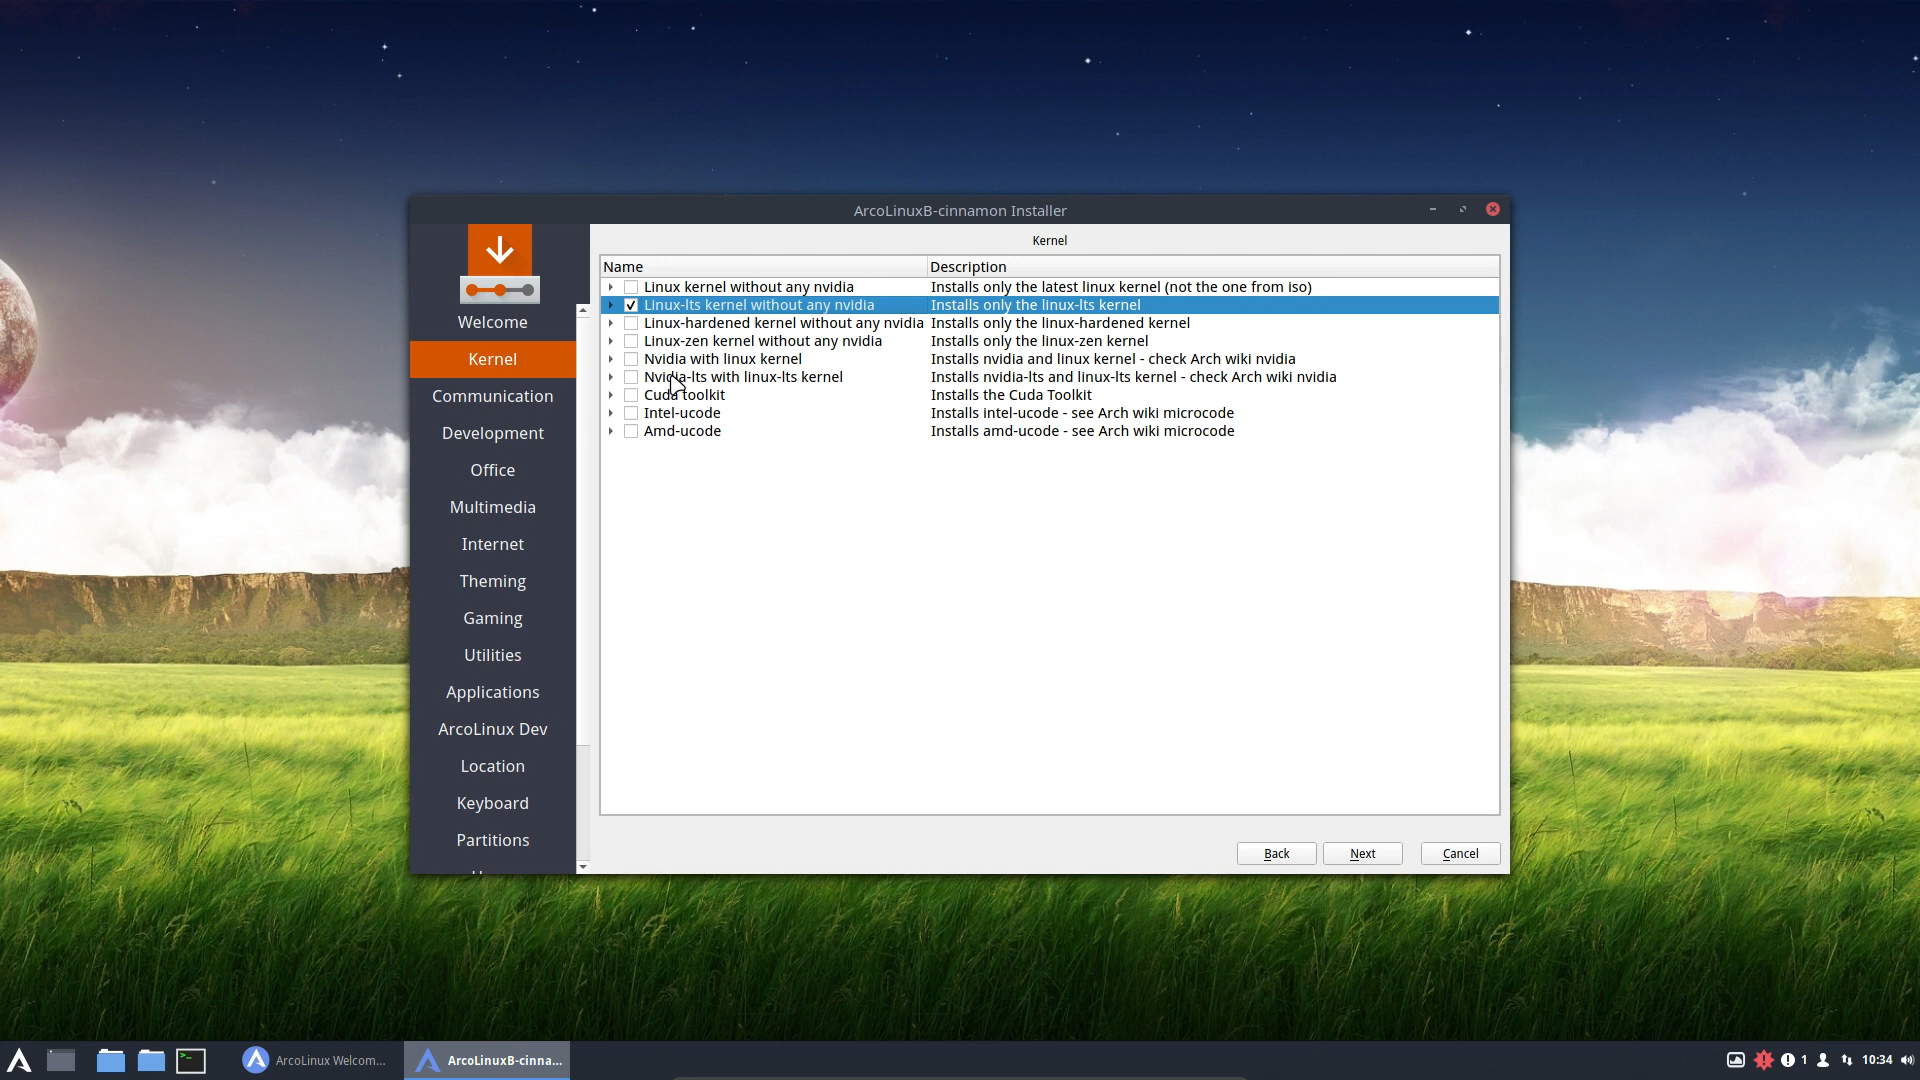 ArcoLinuxB-cinnamon Installer
Welcome
Kernel
Communication
Development
Office
Multimedia
Internet
Theming
Gaming
Utilities
Applications
ArcoLinux Dev
Location
Keyboard
Partitions
Kernel
Name Description
Linux kernel without any nvidia Installs only the latest linux kernel (not the one from iso)
Linux-lts kernel without any nvidia Installs only the linux-lts kernel
Linux-hardened kernel without any nvidia Installs only the linux-hardened kernel
Linux-zen kernel without any nvidia Installs only the linux-zen kernel
Nvidia with linux kernel Installs nvidia and linux kernel - check Arch wiki nvidia
Nvidia-lts with linux-lts kernel Installs nvidia-lts and linux-lts kernel - check Arch wiki nvidia
Cuda toolkit Installs the Cuda Toolkit
Intel-ucode Installs intel-ucode - see Arch wiki microcode
Amd-ucode Installs amd-ucode - see Arch wiki microcode
Back Next Cancel
ArcoLinux Welcom... ArcoLinuxB-cinna... 1 10:34